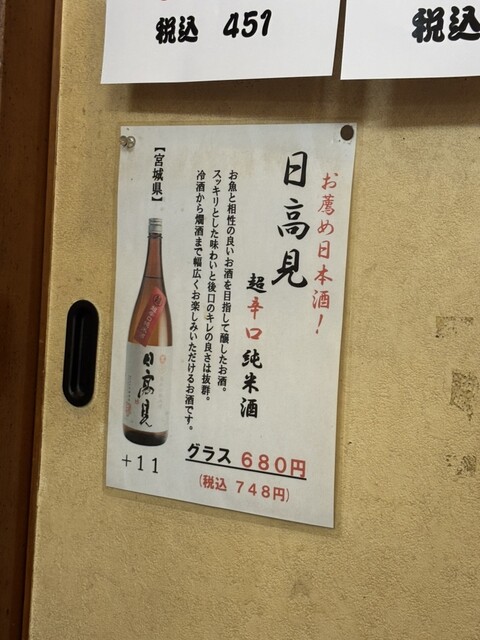 税込 451
税込
お薦め日本酒！
日高見
超辛口純米酒
お魚と相性の良いお酒を目指して醸したお酒。
スッキリとした味わいと後口のキレの良さは抜群。
冷酒から燗酒まで幅広くお楽しみいただけるお酒です。
【宮城県】
日高見
+11
グラス 680円
(税込 748円)